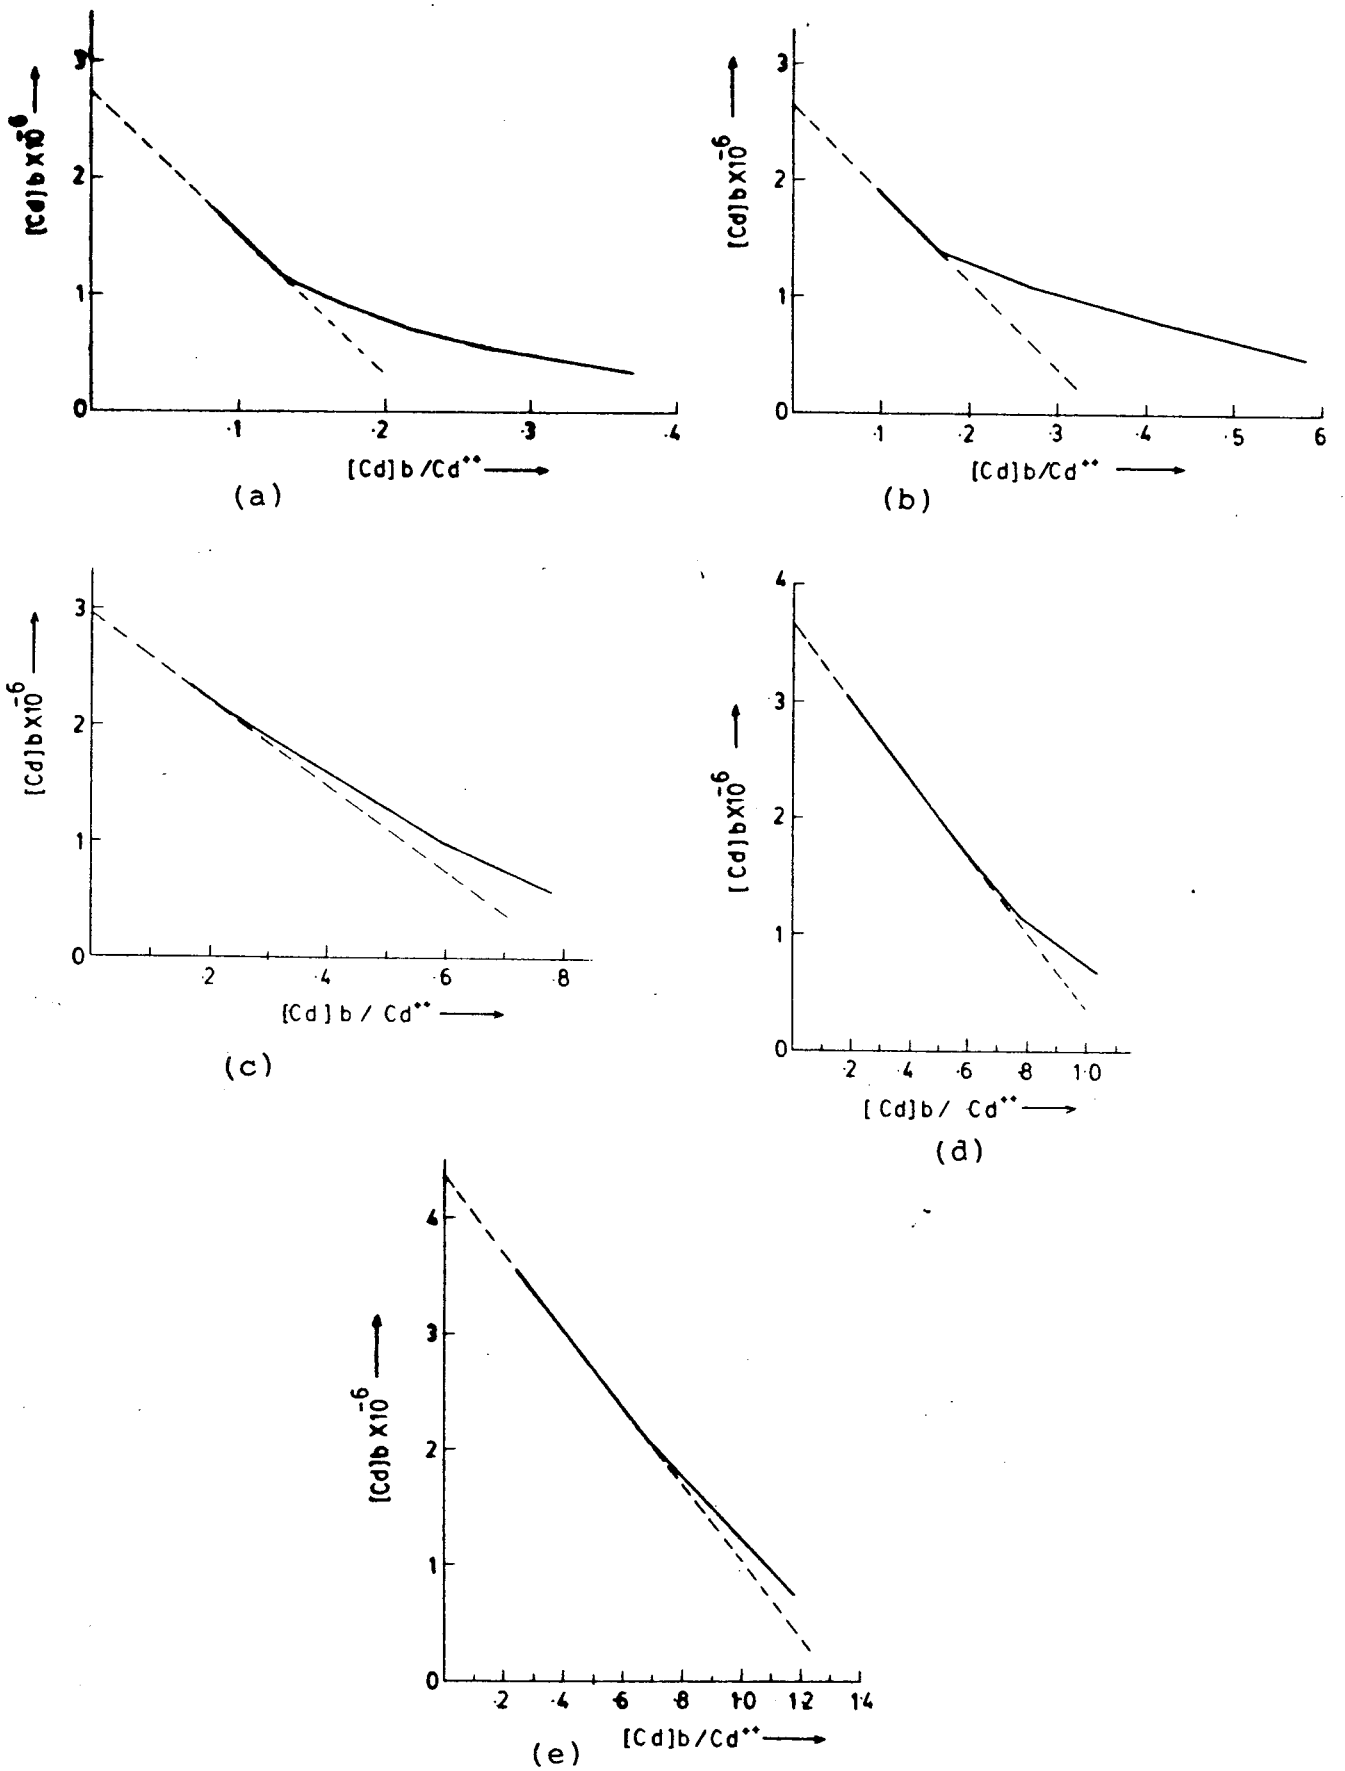 3
2
1
0
[Cd]b X10⁻⁶
.1 .2 .3 .4
[Cd]b/Cd⁺⁺
(a)
3
2
1
0
[Cd]b X10⁻⁶
.1 .2 .3 .4 .5 6
[Cd]b/Cd⁺⁺
(b)
3
2
1
0
[Cd]b X10⁻⁶
.2 .4 .6 .8
[Cd]b / Cd⁺⁺
(c)
4
3
2
1
0
[Cd]b X10⁻⁶
.2 .4 .6 .8 1.0
[Cd]b / Cd⁺⁺
(d)
4
3
2
1
0
[Cd]b X10⁻⁶
.2 .4 .6 .8 1.0 1.2 1.4
[Cd]b/Cd⁺⁺
(e)